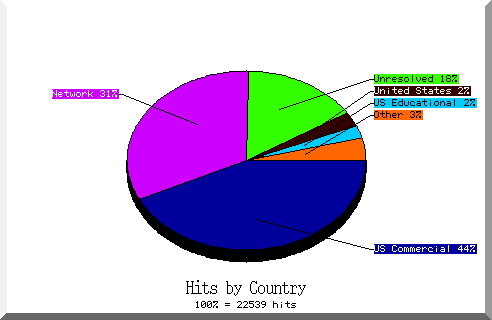 Unresolved 18%
United States 2%
Network 31%
US Educational 2%
Other 3%
US Commercial 44%
Hits by Country
100% = 22539 hits